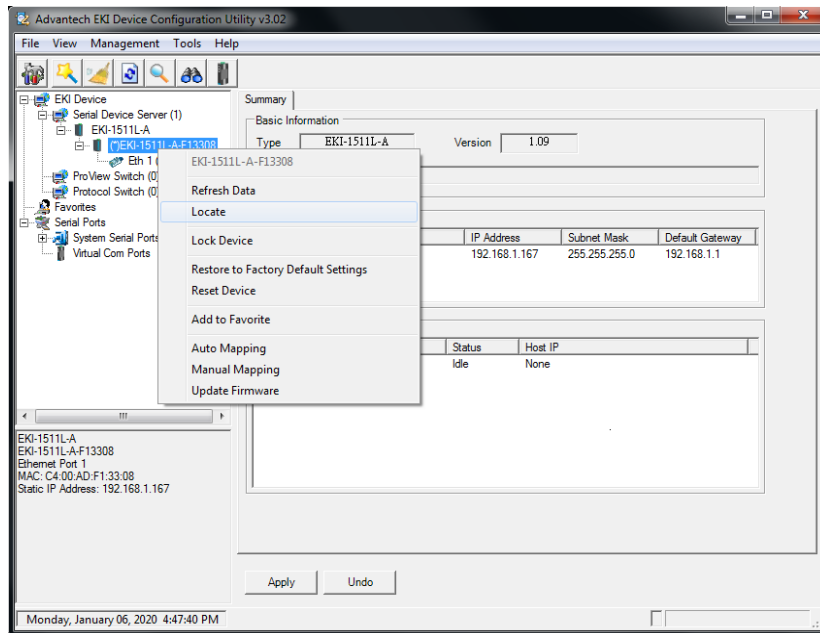 Advantech EKI Device Configuration Utility v3.02
File View Management Tools Help
EKI Device
Serial Device Server (1)
EKI-1511L-A
(*)EKI-1511L-A-F13308
Eth 1 (
ProView Switch (0)
Protocol Switch (0)
Favorites
Serial Ports
System Serial Ports
Virtual Com Ports
EKI-1511L-A-F13308
Refresh Data
Locate
Lock Device
Restore to Factory Default Settings
Reset Device
Add to Favorite
Auto Mapping
Manual Mapping
Update Firmware
Summary
Basic Information
Type EKI-1511L-A Version 1.09
IP Address Subnet Mask Default Gateway
192.168.1.167 255.255.255.0 192.168.1.1
Status Host IP
Idle None
EKI-1511L-A
EKI-1511L-A-F13308
Ethernet Port 1
MAC: C4:00:AD:F1:33:08
Static IP Address: 192.168.1.167
Apply Undo
Monday, January 06, 2020 4:47:40 PM